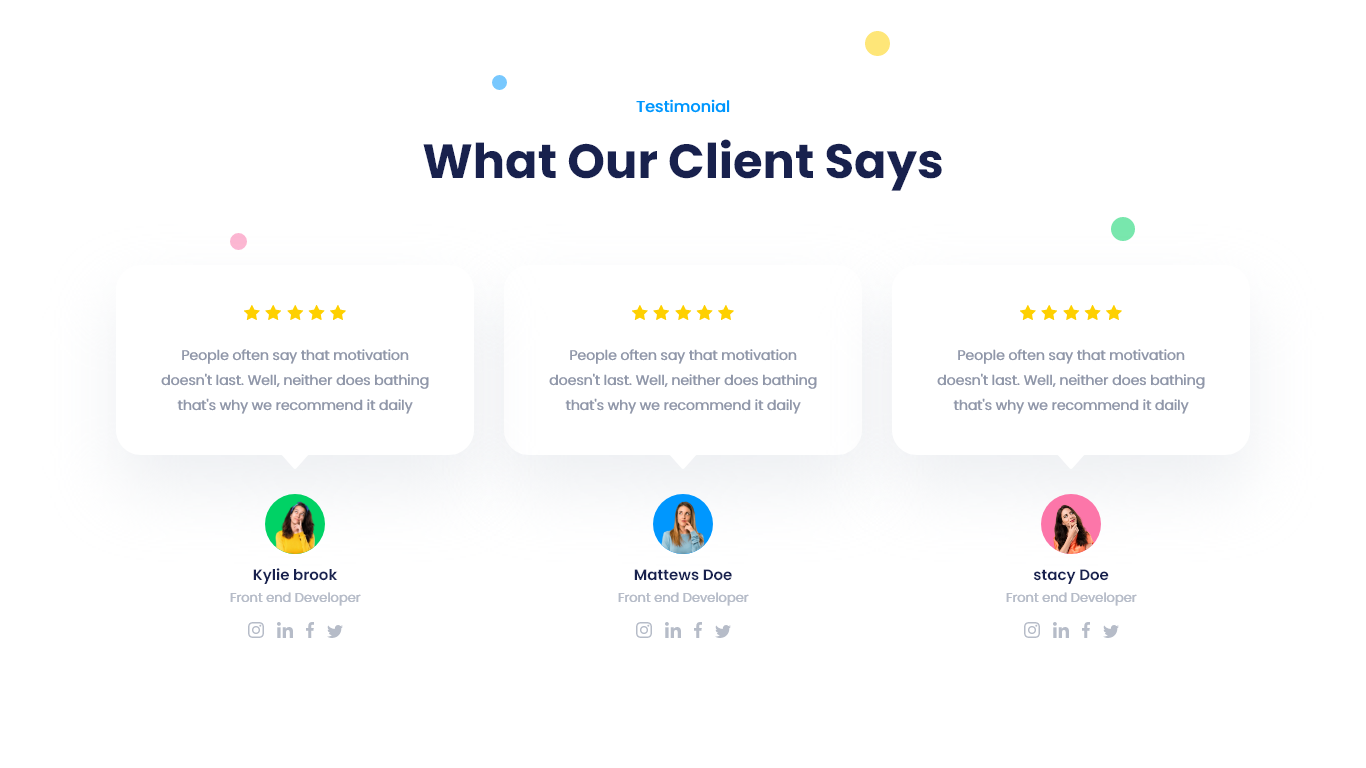 Testimonial
What Our Client Says
People often say that motivation
doesn't last. Well, neither does bathing
that's why we recommend it daily
People often say that motivation
doesn't last. Well, neither does bathing
that's why we recommend it daily
People often say that motivation
doesn't last. Well, neither does bathing
that's why we recommend it daily
Kylie brook
Front end Developer
Mattews Doe
Front end Developer
stacy Doe
Front end Developer